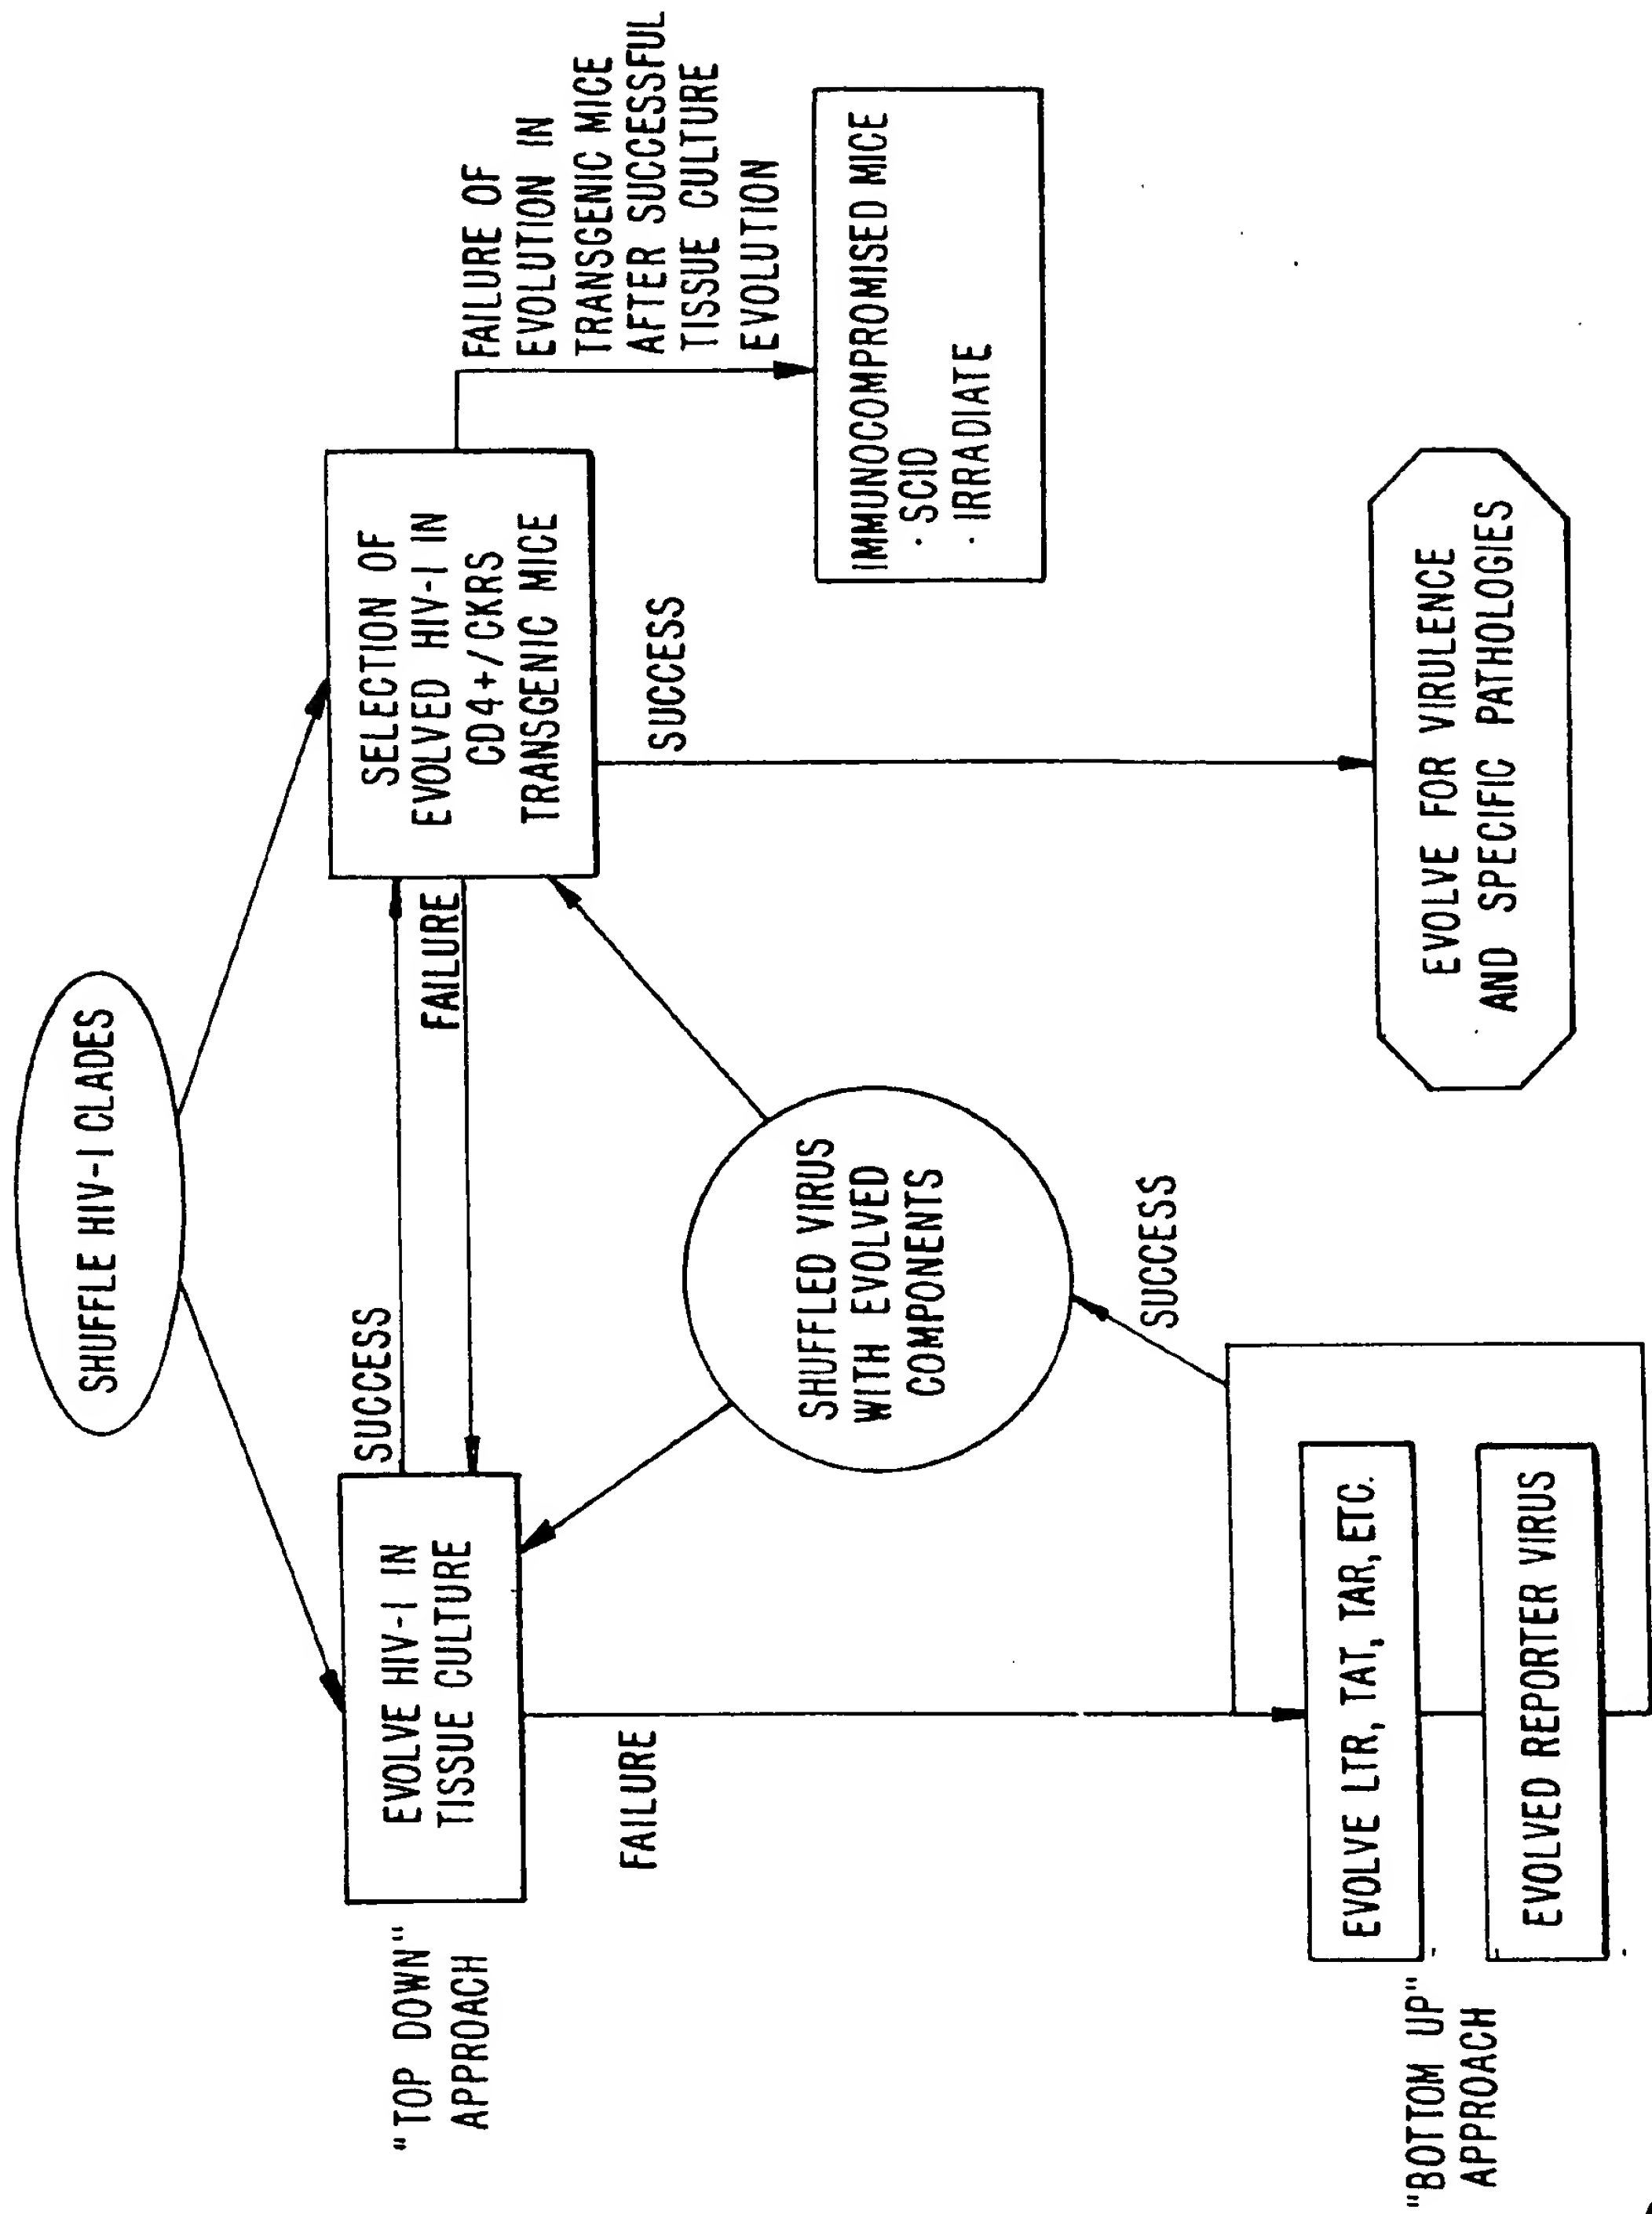 SHUFFLE HIV-1 CLADES
"TOP DOWN"
APPROACH
EVOLVE HIV-1 IN
TISSUE CULTURE
SUCCESS
FAILURE
SELECTION OF
EVOLVED HIV-1 IN
CD4+/CKRS
TRANSGENIC MICE
FAILURE OF
EVOLUTION IN
TRANSGENIC MICE
AFTER SUCCESSFUL
TISSUE CULTURE
EVOLUTION
FAILURE
SHUFFLED VIRUS
WITH EVOLVED
COMPONENTS
SUCCESS
IMMUNOCOMPROMISED MICE
· SCID
· IRRADIATE
SUCCESS
"BOTTOM UP"
APPROACH
EVOLVE LTR, TAT, TAR, ETC.
EVOLVED REPORTER VIRUS
EVOLVE FOR VIRULENCE
AND SPECIFIC PATHOLOGIES